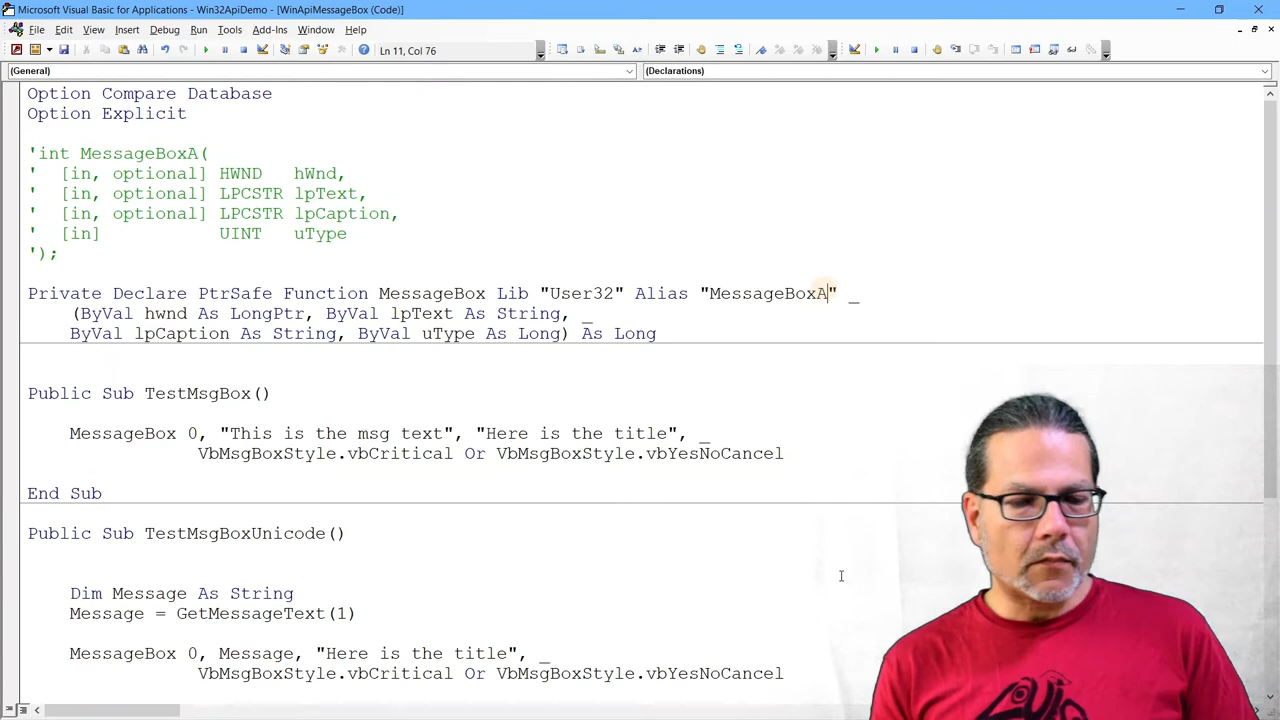 Microsoft Visual Basic for Applications - Win32ApiDemo - [WinApiMessageBox (Code)]
File Edit View Insert Debug Run Tools Add-Ins Window Help
Ln 11, Col 76
(General) (Declarations)
Option Compare Database
Option Explicit
'int MessageBoxA(
'  [in, optional] HWND   hWnd,
'  [in, optional] LPCSTR lpText,
'  [in, optional] LPCSTR lpCaption,
'  [in]           UINT   uType
');
Private Declare PtrSafe Function MessageBox Lib "User32" Alias "MessageBoxA" _
    (ByVal hwnd As LongPtr, ByVal lpText As String, _
    ByVal lpCaption As String, ByVal uType As Long) As Long
Public Sub TestMsgBox()
    MessageBox 0, "This is the msg text", "Here is the title", _
                VbMsgBoxStyle.vbCritical Or VbMsgBoxStyle.vbYesNoCancel
End Sub
Public Sub TestMsgBoxUnicode()
    Dim Message As String
    Message = GetMessageText(1)
    MessageBox 0, Message, "Here is the title", _
                VbMsgBoxStyle.vbCritical Or VbMsgBoxStyle.vbYesNoCancel